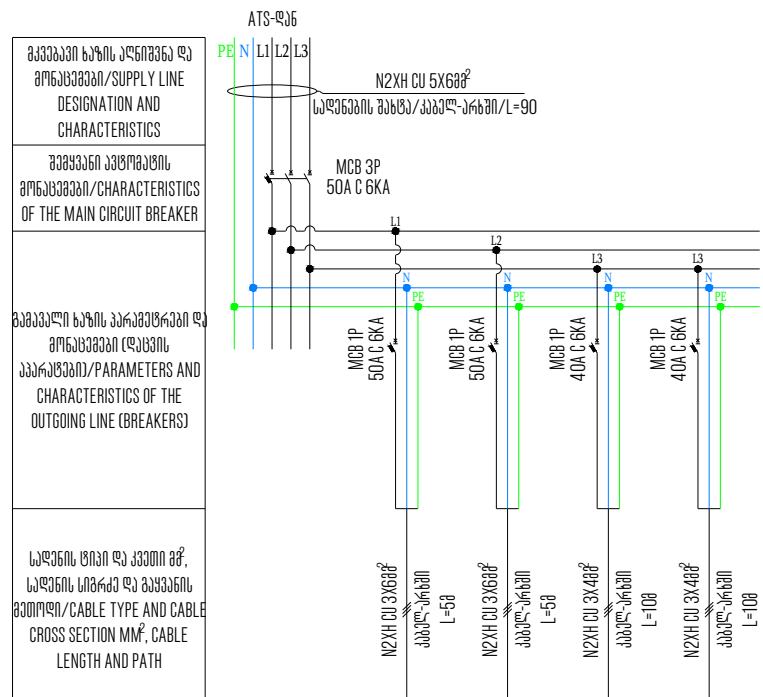 ATS-ᲓᲐᲜ
ᲛᲙᲕᲔᲑᲐᲕᲘ ᲮᲐᲖᲘᲡ ᲐᲦᲜᲘᲨᲕᲜᲐ ᲓᲐ
ᲛᲝᲜᲐᲪᲔᲛᲔᲑᲘ/SUPPLY LINE
DESIGNATION AND
CHARACTERISTICS
PE N L1 L2 L3
N2XH CU 5X6ᲛᲛ²
ᲡᲐᲓᲔᲜᲔᲑᲘᲡ ᲨᲐᲮᲢᲐ/ᲙᲐᲑᲔᲚ-ᲐᲠᲮᲨᲘ/L=90
ᲨᲔᲛᲧᲕᲐᲜᲘ ᲐᲕᲢᲝᲛᲐᲢᲘᲡ
ᲛᲝᲜᲐᲪᲔᲛᲔᲑᲘ/CHARACTERISTICS
OF THE MAIN CIRCUIT BREAKER
MCB 3P
50A C 6KA
L1
L2
L3
L3
N
N
N
N
PE
PE
PE
PE
ᲒᲐᲛᲐᲕᲐᲚᲘ ᲮᲐᲖᲘᲡ ᲞᲐᲠᲐᲛᲔᲢᲠᲔᲑᲘ ᲓᲐ
ᲛᲝᲜᲐᲪᲔᲛᲔᲑᲘ (ᲓᲐᲪᲕᲘᲡ
ᲐᲞᲐᲠᲐᲢᲔᲑᲘ)/PARAMETERS AND
CHARACTERISTICS OF THE
OUTGOING LINE (BREAKERS)
MCB 1P
50A C 6KA
MCB 1P
50A C 6KA
MCB 1P
40A C 6KA
MCB 1P
40A C 6KA
ᲡᲐᲓᲔᲜᲘᲡ ᲢᲘᲞᲘ ᲓᲐ ᲙᲕᲔᲗᲘ ᲛᲛ²,
ᲡᲐᲓᲔᲜᲘᲡ ᲡᲘᲒᲠᲫᲔ ᲓᲐ ᲒᲐᲧᲕᲐᲜᲘᲡ
ᲛᲔᲗᲝᲓᲘ/CABLE TYPE AND CABLE
CROSS SECTION MM², CABLE
LENGTH AND PATH
N2XH CU 3X6ᲛᲛ²
ᲙᲐᲑᲔᲚ-ᲐᲠᲮᲨᲘ
L=5Მ
N2XH CU 3X6ᲛᲛ²
ᲙᲐᲑᲔᲚ-ᲐᲠᲮᲨᲘ
L=5Მ
N2XH CU 3X4ᲛᲛ²
ᲙᲐᲑᲔᲚ-ᲐᲠᲮᲨᲘ
L=10Მ
N2XH CU 3X4ᲛᲛ²
ᲙᲐᲑᲔᲚ-ᲐᲠᲮᲨᲘ
L=10Მ